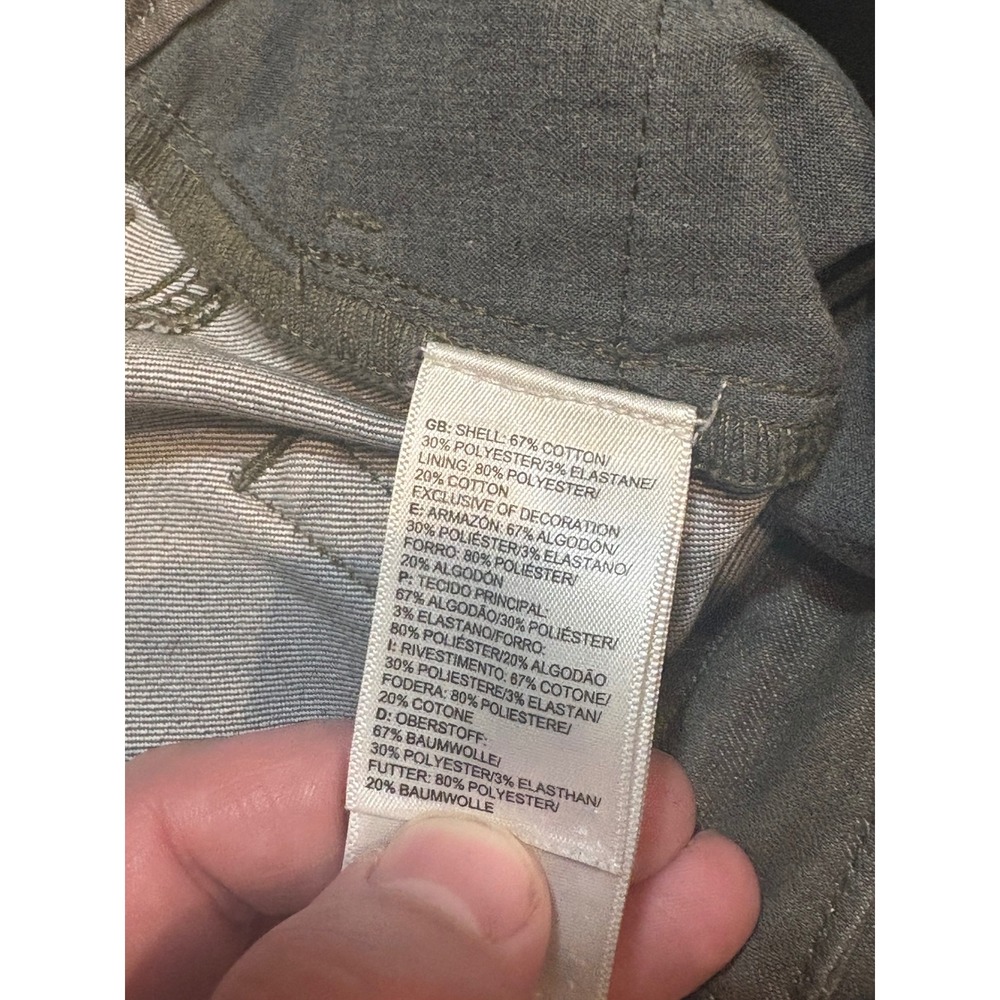 GB: SHELL: 67% COTTON/
30% POLYESTER/3% ELASTANE/
LINING: 80% POLYESTER/
20% COTTON
EXCLUSIVE OF DECORATION
E: ARMAZÓN: 67% ALGODÓN/
30% POLIÉSTER/3% ELASTANO/
FORRO: 80% POLIÉSTER/
20% ALGODÓN
P: TECIDO PRINCIPAL:
67% ALGODÃO/30% POLIÉSTER/
3% ELASTANO/FORRO:
80% POLIÉSTER/20% ALGODÃO
I: RIVESTIMENTO: 67% COTONE/
30% POLIESTERE/3% ELASTAN/
FODERA: 80% POLIESTERE/
20% COTONE
D: OBERSTOFF:
67% BAUMWOLLE/
30% POLYESTER/3% ELASTHAN/
FUTTER: 80% POLYESTER/
20% BAUMWOLLE